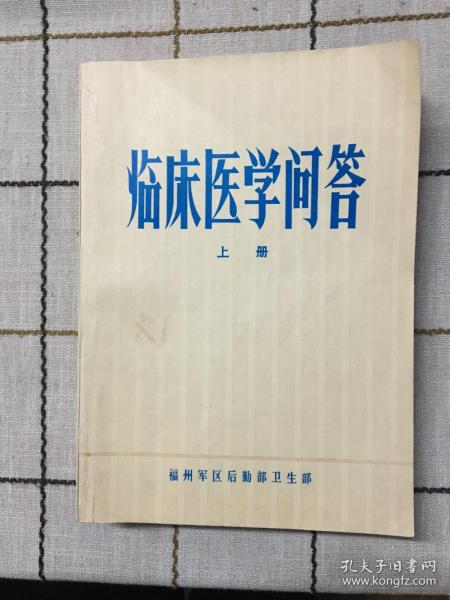 临床医学问答
上 册
福州军区后勤部卫生部
孔夫子旧书网
www.kongfz.com